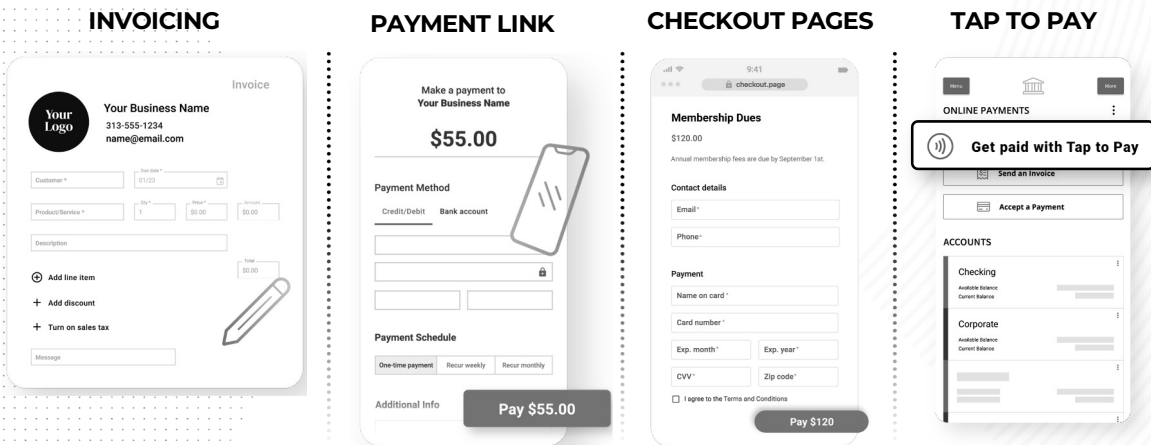 INVOICING
Invoice
Your
Logo
Your Business Name
313-555-1234
name@email.com
Customer *
Due date *
01/23
Product/Service *
Qty *
1
Price *
$0.00
Amount
$0.00
Description
Total
$0.00
Add line item
Add discount
Turn on sales tax
Message
PAYMENT LINK
Make a payment to
Your Business Name
$55.00
Payment Method
Credit/Debit Bank account
Payment Schedule
One-time payment Recur weekly Recur monthly
Additional Info
Pay $55.00
CHECKOUT PAGES
9:41
checkout.page
Membership Dues
$120.00
Annual membership fees are due by September 1st.
Contact details
Email*
Phone*
Payment
Name on card *
Card number *
Exp. month* Exp. year*
CVV* Zip code*
I agree to the Terms and Conditions
Pay $120
TAP TO PAY
Menu More
ONLINE PAYMENTS
Get paid with Tap to Pay
Send an Invoice
Accept a Payment
ACCOUNTS
Checking
Available Balance
Current Balance
Corporate
Available Balance
Current Balance